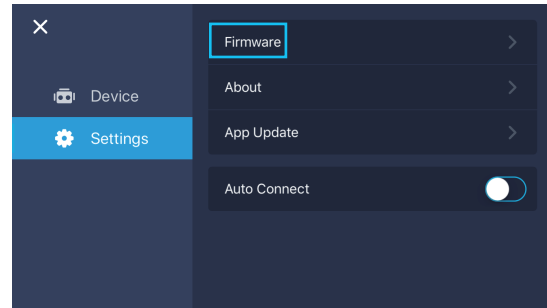 Firmware
Device
About
Settings
App Update
Auto Connect